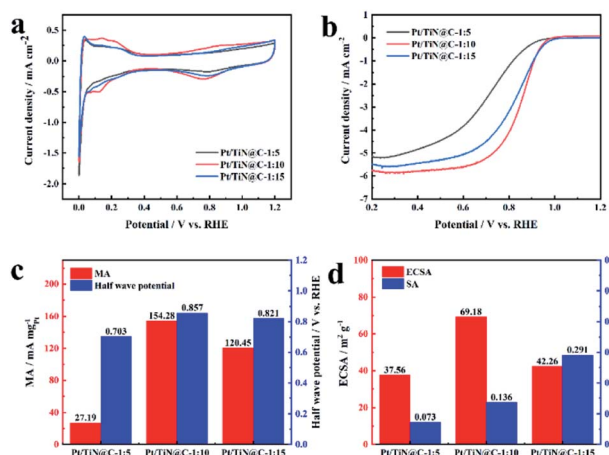 a
Current density / mA cm-2
0.5
0.0
-0.5
-1.0
-1.5
-2.0
Pt/TiN@C-1:5
Pt/TiN@C-1:10
Pt/TiN@C-1:15
0.0 0.2 0.4 0.6 0.8 1.0 1.2
Potential / V vs. RHE
b
Current density / mA cm-2
0
-1
-2
-3
-4
-5
-6
-7
Pt/TiN@C-1:5
Pt/TiN@C-1:10
Pt/TiN@C-1:15
0.2 0.4 0.6 0.8 1.0 1.2
Potential / V vs. RHE
c
MA / mA mgPt
200
160
120
80
40
0
MA
Half wave potential
27.19
0.703
154.28
0.857
120.45
0.821
1.2
1.0
0.8
0.6
0.4
0.2
0.0
Half wave potential / V vs. RHE
Pt/TiN@C-1:5 Pt/TiN@C-1:10 Pt/TiN@C-1:15
d
ECSA / m2 g-1
100
80
60
40
20
0
ECSA
SA
37.56
0.073
69.18
0.136
42.26
0.291
Pt/TiN@C-1:5 Pt/TiN@C-1:10 Pt/TiN@C-1:15